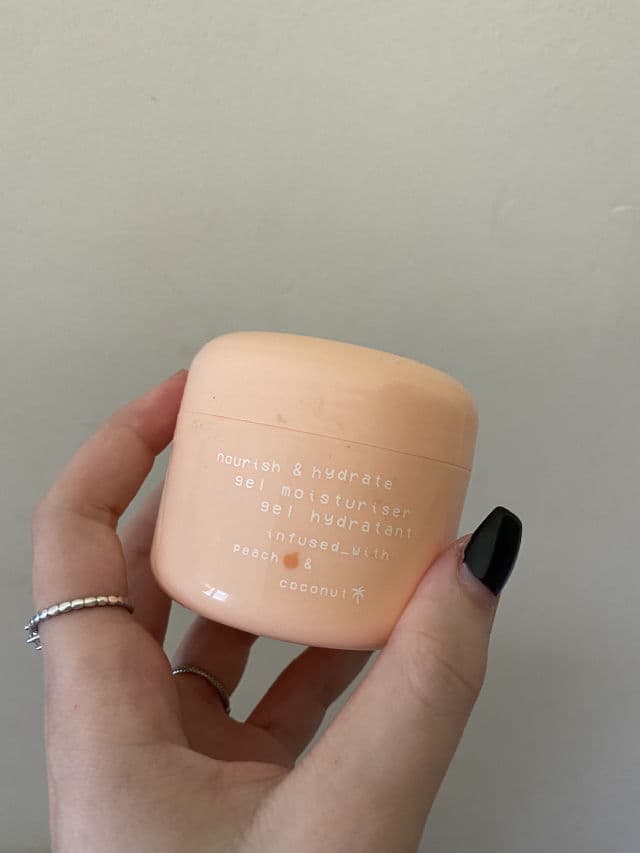 nourish & hydrate
gel moisturiser
gel hydratant
infused_with
peach &
coconut